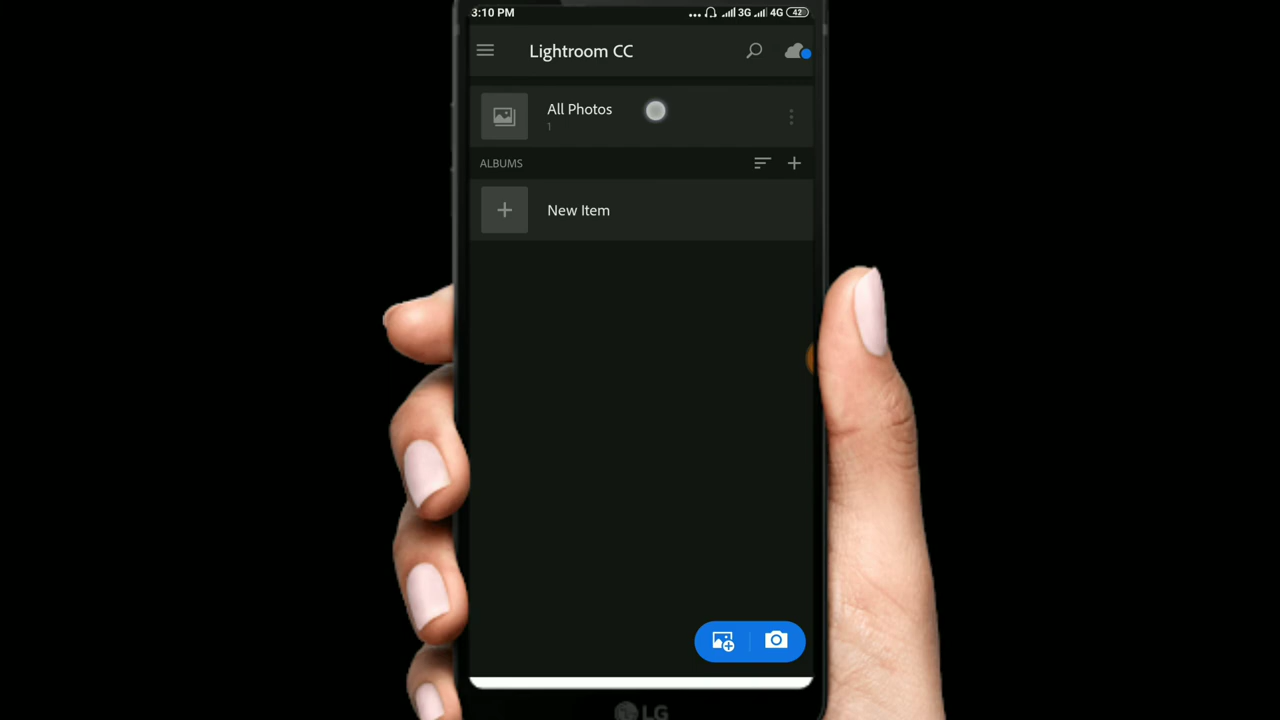 3:10 PM ... 3G 4G 42
Lightroom CC
All Photos
1
ALBUMS
New Item
LG